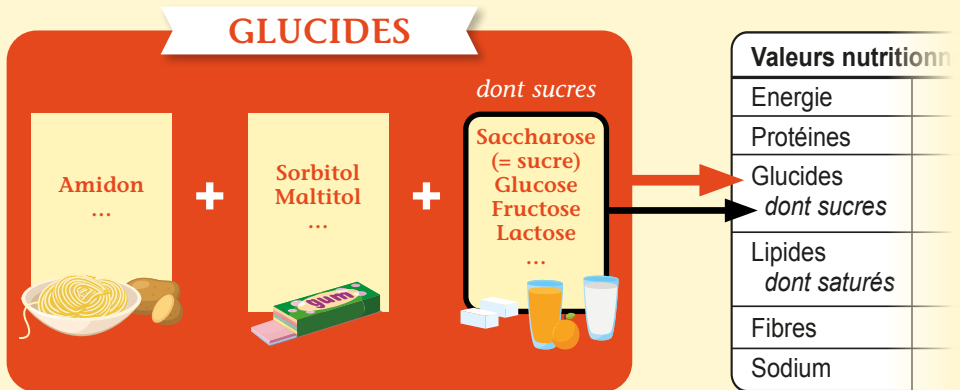 GLUCIDES
Amidon
...
+
Sorbitol
Maltitol
...
+
dont sucres
Saccharose
(= sucre)
Glucose
Fructose
Lactose
...
gum
Valeurs nutritionn
Energie
Protéines
Glucides
dont sucres
Lipides
dont saturés
Fibres
Sodium